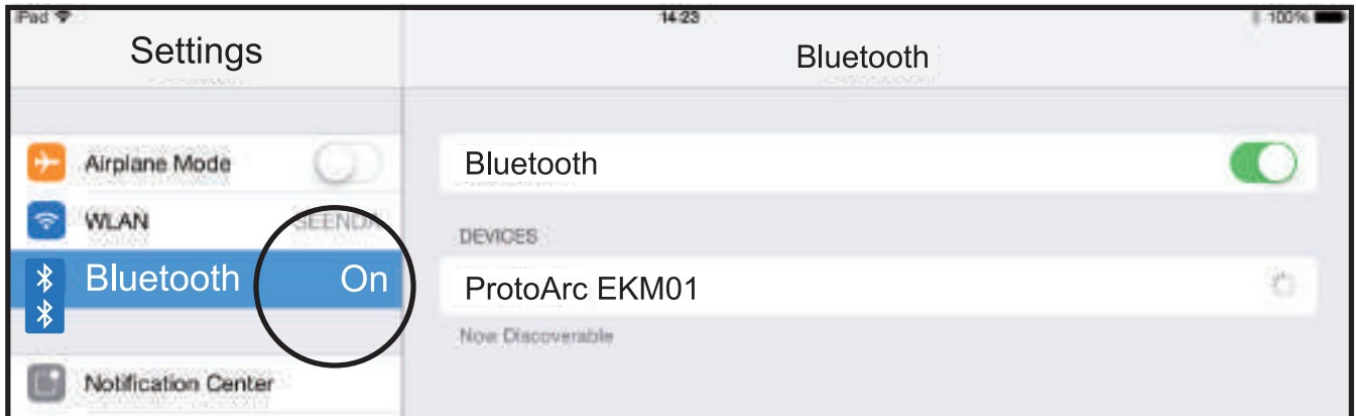 iPad 14:23 100%
Settings
Bluetooth
Airplane Mode
WLAN
Bluetooth On
Notification Center
Bluetooth
DEVICES
ProtoArc EKM01
Now Discoverable